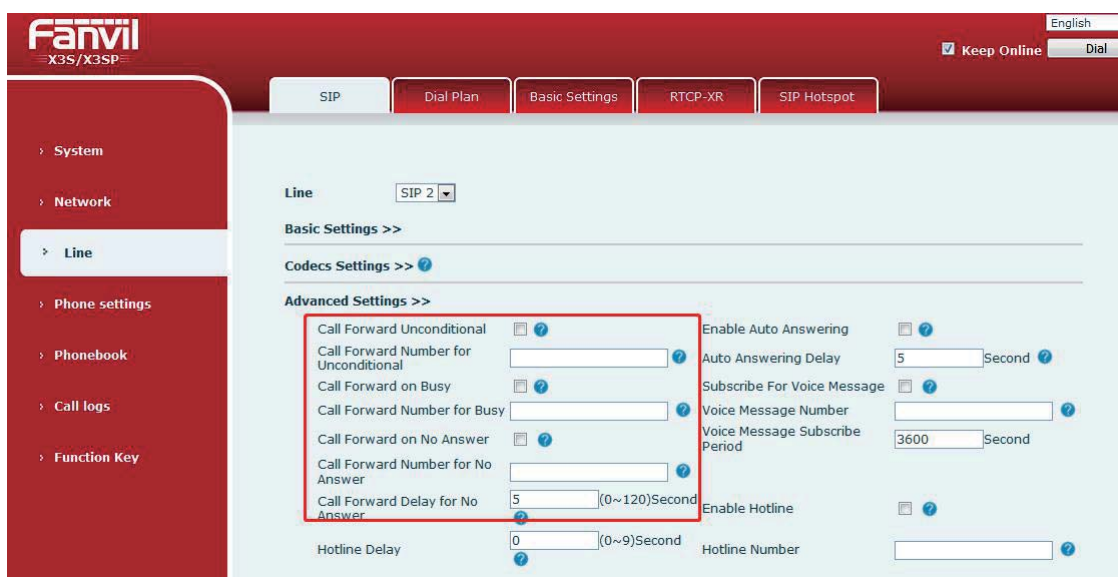 Fanvil
X3S/X3SP
English
Keep Online
Dial
SIP
Dial Plan
Basic Settings
RTCP-XR
SIP Hotspot
› System
› Network
› Line
› Phone settings
› Phonebook
› Call logs
› Function Key
Line SIP 2
Basic Settings >>
Codecs Settings >> ?
Advanced Settings >>
Call Forward Unconditional ? Enable Auto Answering ?
Call Forward Number for
Unconditional ? Auto Answering Delay 5 Second ?
Call Forward on Busy ? Subscribe For Voice Message ?
Call Forward Number for Busy ? Voice Message Number ?
Call Forward on No Answer ? Voice Message Subscribe
Period 3600 Second
Call Forward Number for No
Answer ?
Call Forward Delay for No
Answer 5 (0~120)Second ? Enable Hotline ?
Hotline Delay 0 (0~9)Second ? Hotline Number ?